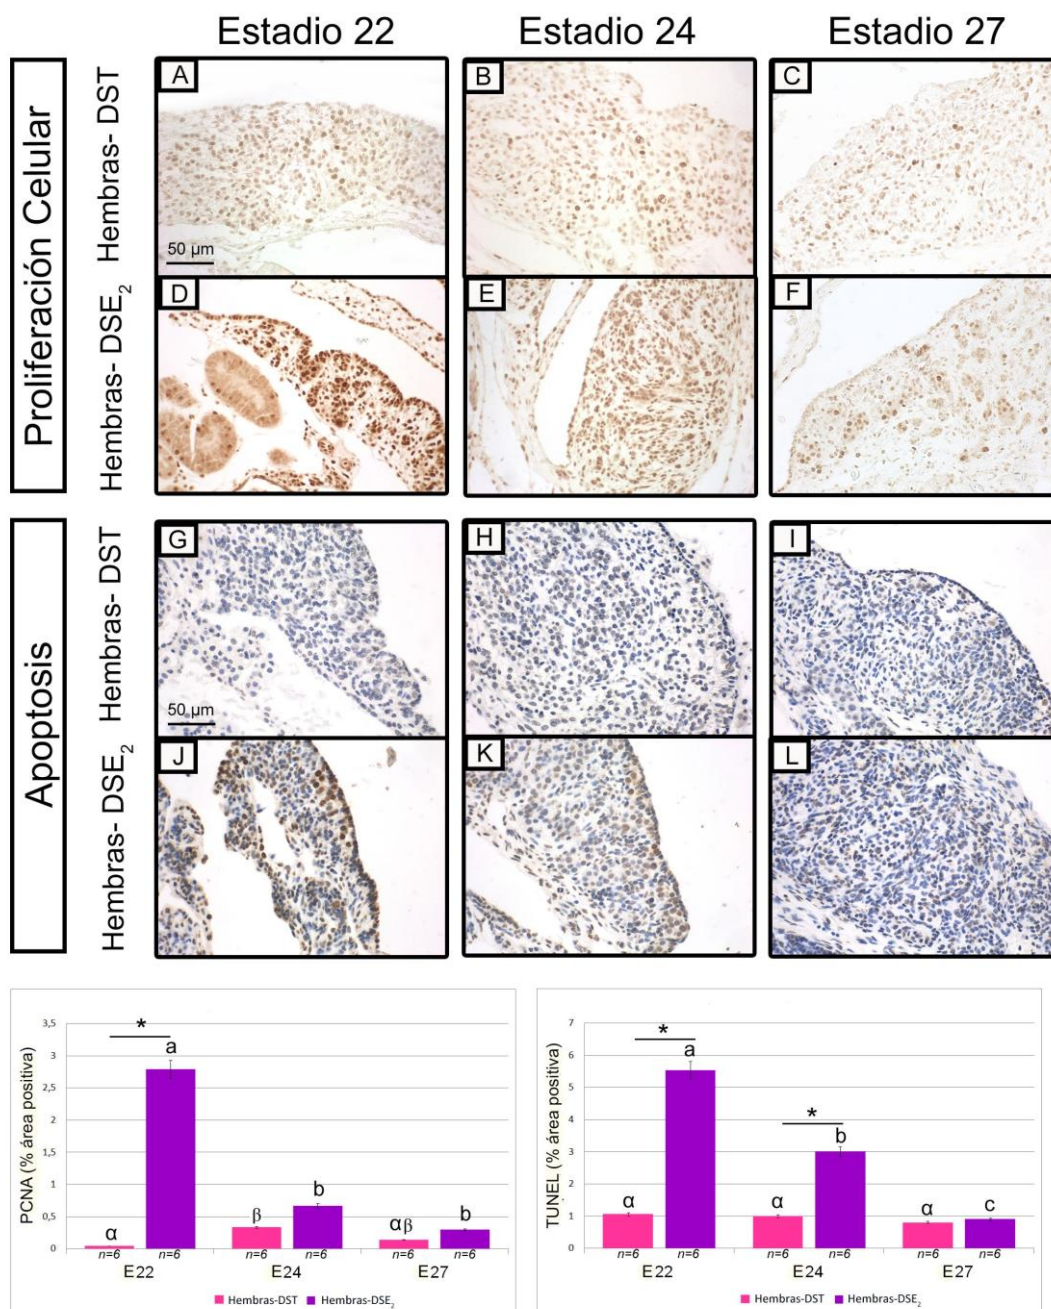 Estadio 22 Estadio 24 Estadio 27
Proliferación Celular
Hembras- DST
A B C
50 µm
Hembras- DSE₂
D E F
Apoptosis
Hembras- DST
G H I
50 µm
Hembras- DSE₂
J K L
PCNA (% área positiva)
3,5
3
2,5
2
1,5
1
0,5
0
* a
α
β b
αβ b
n=6 n=6 n=6 n=6 n=6 n=6
E22 E24 E27
Hembras-DST Hembras-DSE₂
TUNEL (% área positiva)
7
6
5
4
3
2
1
0
* a
α
* b
α
α c
n=6 n=6 n=6 n=6 n=6 n=6
E22 E24 E27
Hembras-DST Hembras-DSE₂